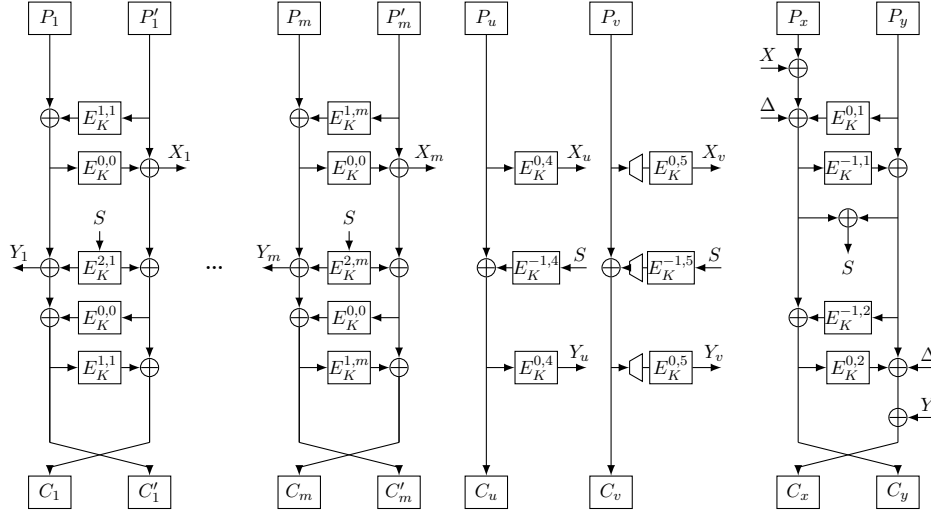 P_1 P'_1 P_m P'_m P_u P_v P_x P_y
X
E_K^{1,1} E_K^{1,m} Δ E_K^{0,1}
E_K^{0,0} X_1 E_K^{0,0} X_m E_K^{0,4} X_u E_K^{0,5} X_v E_K^{-1,1}
S S
Y_1 E_K^{2,1} ... Y_m E_K^{2,m} E_K^{-1,4} S E_K^{-1,5} S S
E_K^{0,0} E_K^{0,0} E_K^{-1,2}
E_K^{1,1} E_K^{1,m} E_K^{0,4} Y_u E_K^{0,5} Y_v E_K^{0,2} Δ
Y
C_1 C'_1 C_m C'_m C_u C_v C_x C_y